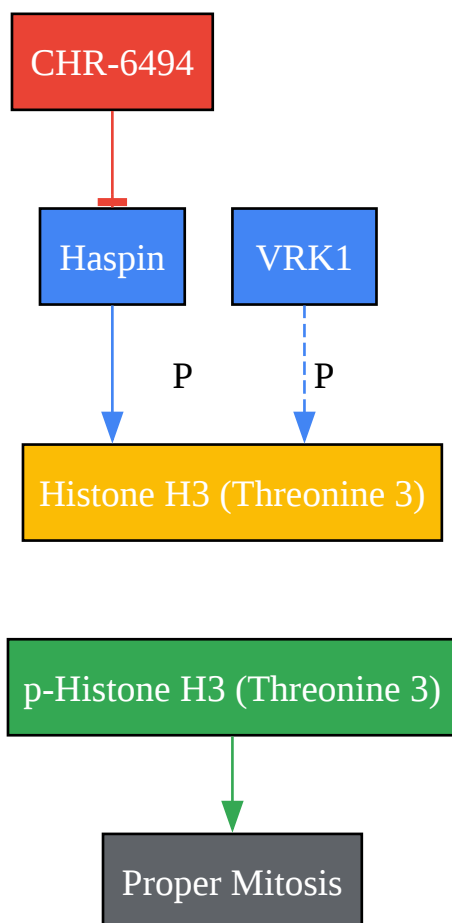 CHR-6494
Haspin
VRK1
P
P
Histone H3 (Threonine 3)
p-Histone H3 (Threonine 3)
Proper Mitosis